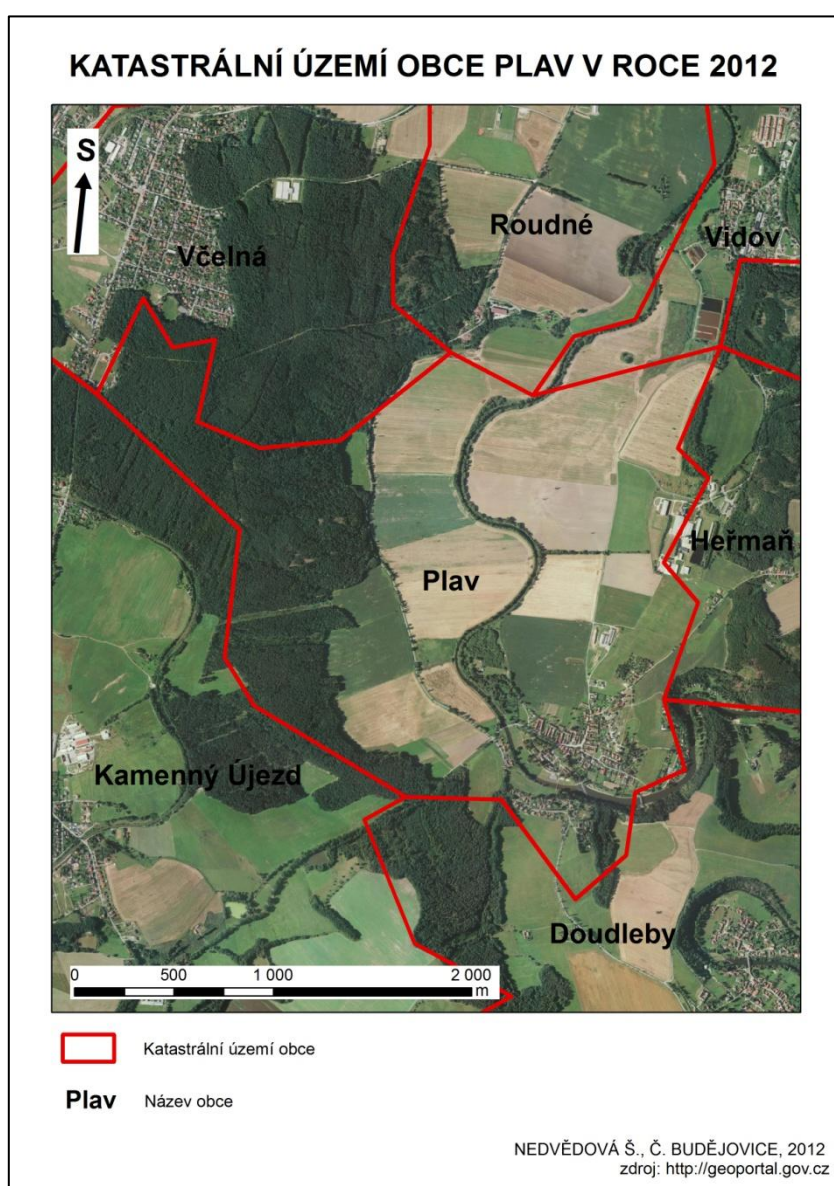 KATASTRÁLNÍ ÚZEMÍ OBCE PLAV V ROCE 2012
S
Včelná
Roudné
Vidov
Heřmaň
Plav
Kamenný Újezd
Doudleby
0 500 1 000 2 000
m
Katastrální území obce
Plav Název obce
NEDVĚDOVÁ Š., Č. BUDĚJOVICE, 2012
zdroj: http://geoportal.gov.cz